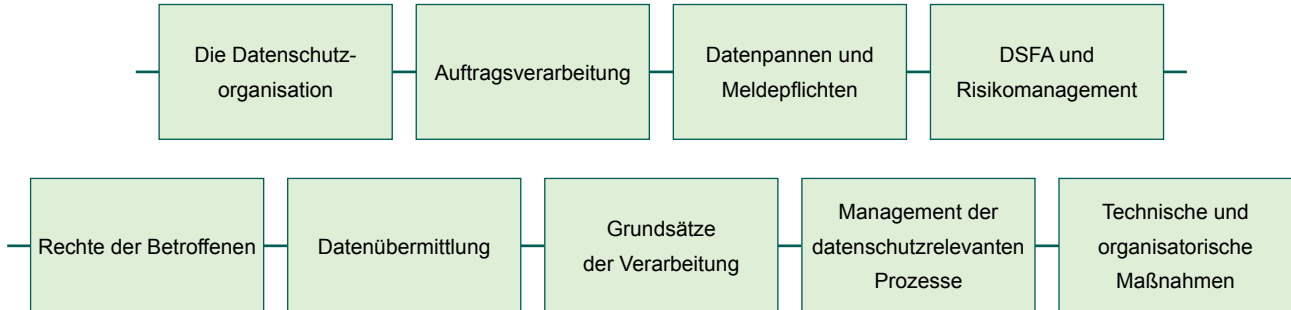 Die Datenschutz-
organisation
Auftragsverarbeitung
Datenpannen und
Meldepflichten
DSFA und
Risikomanagement
Rechte der Betroffenen
Datenübermittlung
Grundsätze
der Verarbeitung
Management der
datenschutzrelevanten
Prozesse
Technische und
organisatorische
Maßnahmen